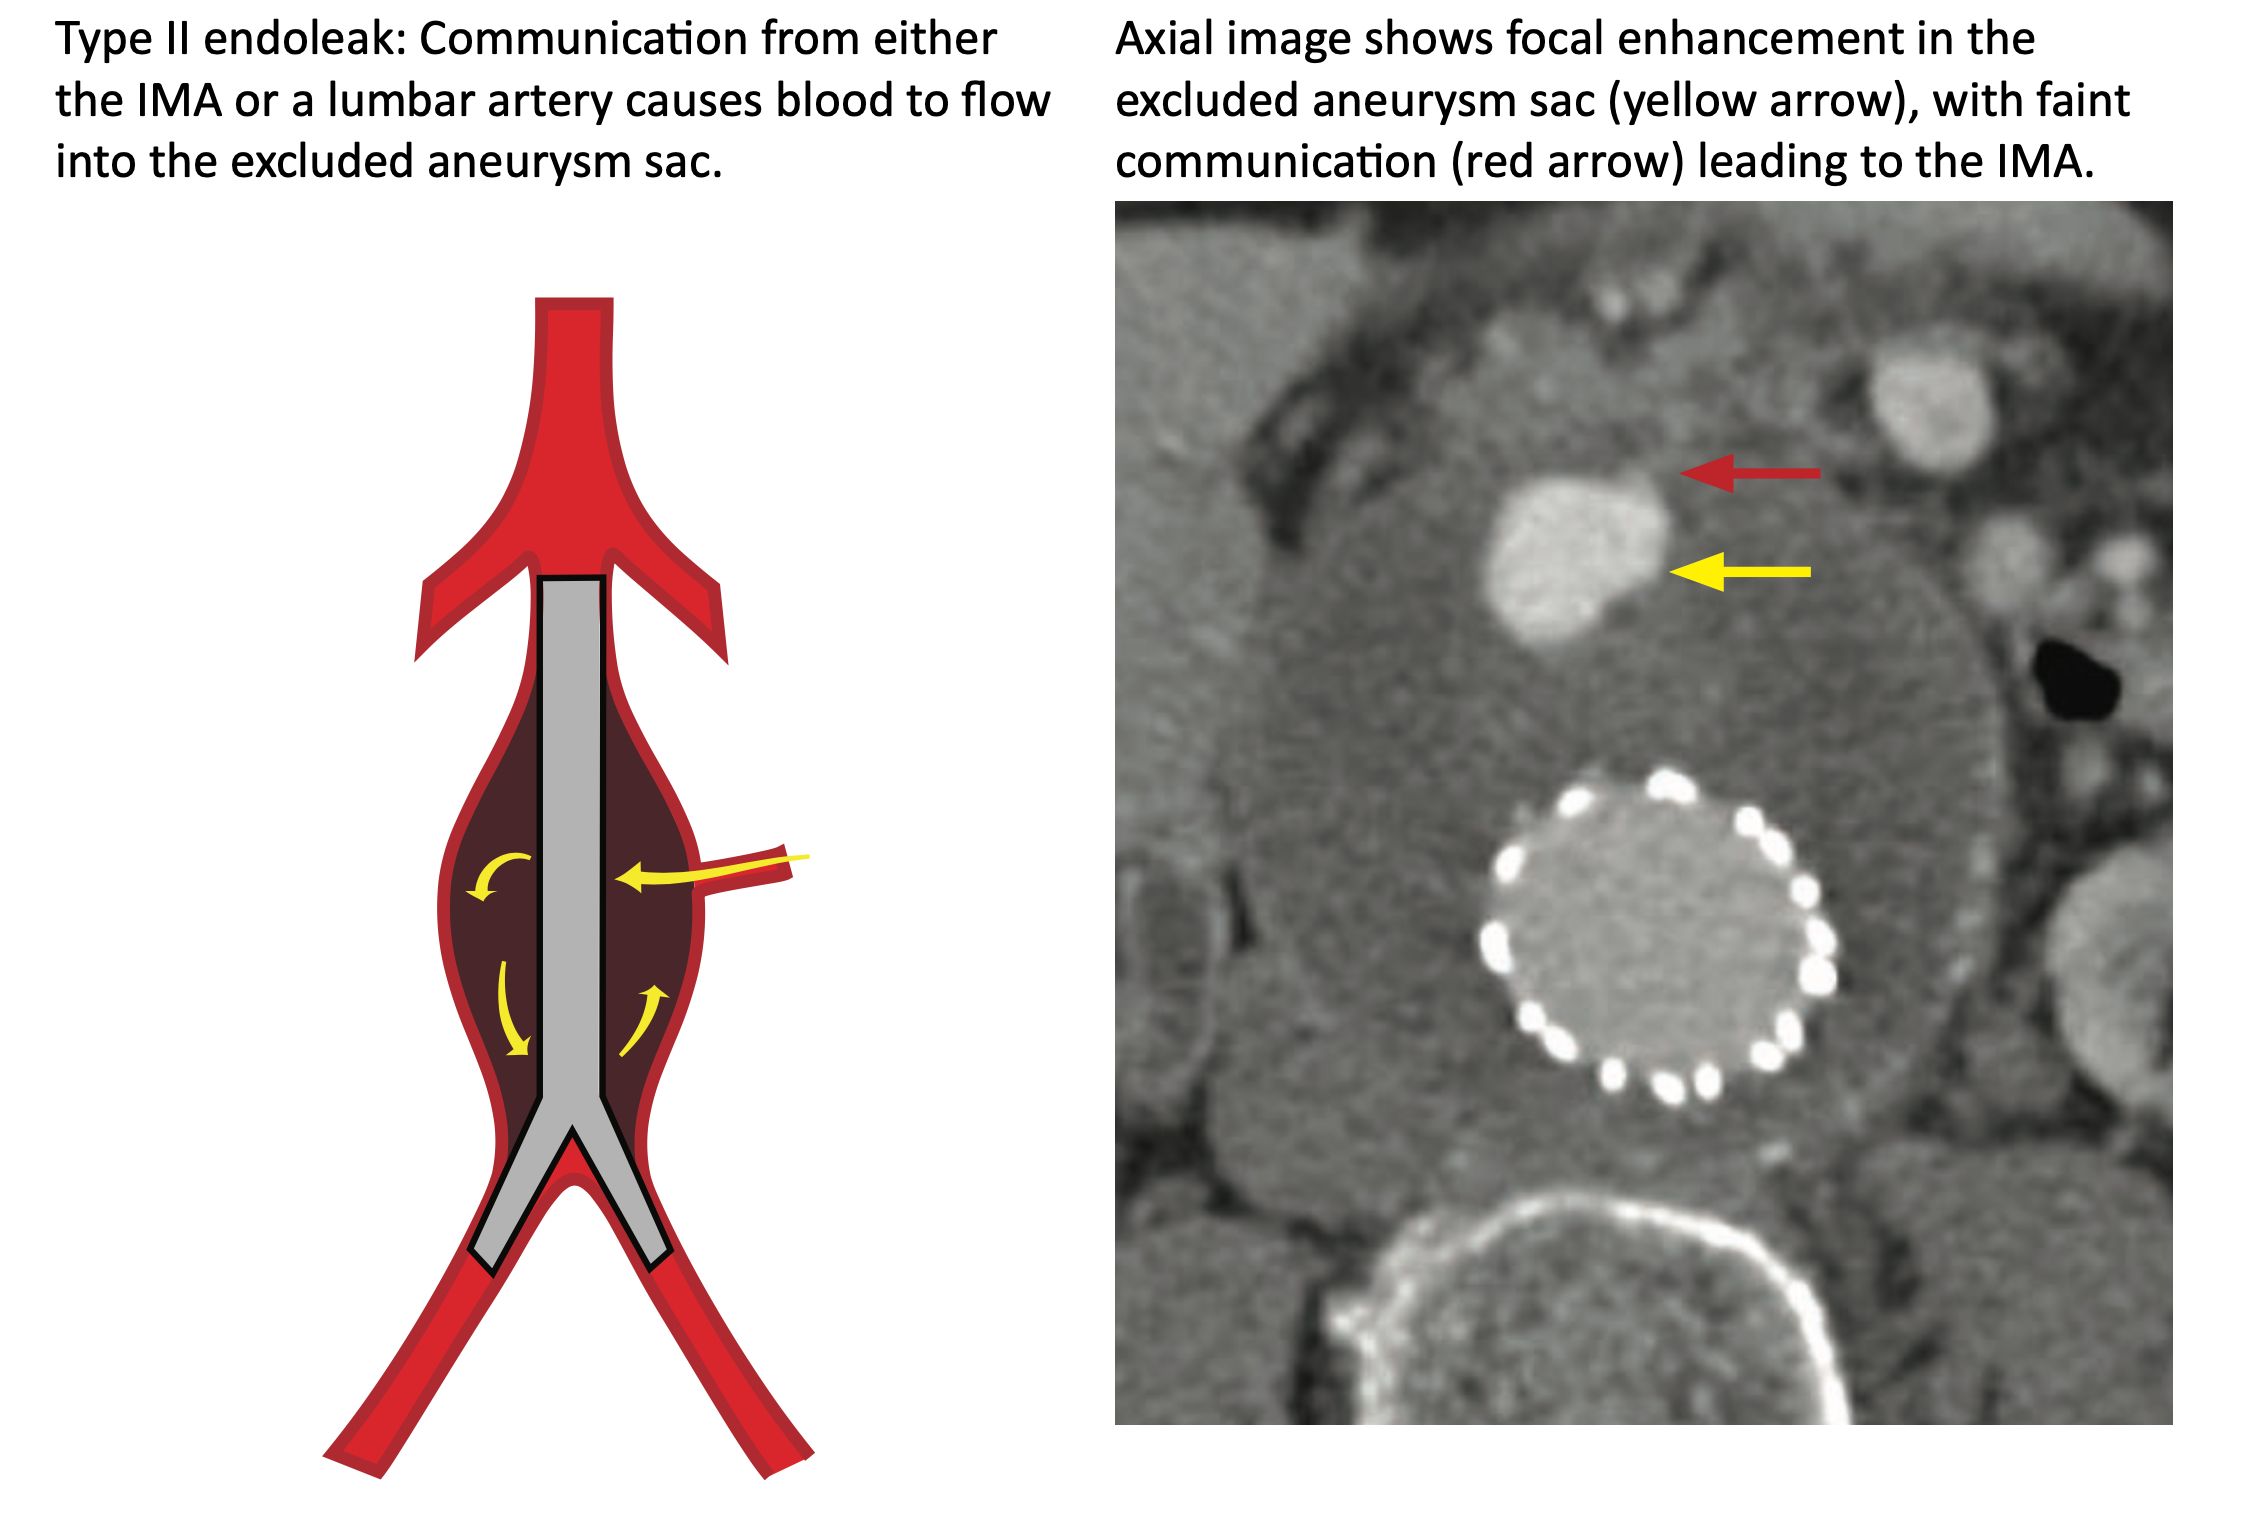 Type II endoleak: Communication from either
the IMA or a lumbar artery causes blood to flow
into the excluded aneurysm sac.
Axial image shows focal enhancement in the
excluded aneurysm sac (yellow arrow), with faint
communication (red arrow) leading to the IMA.